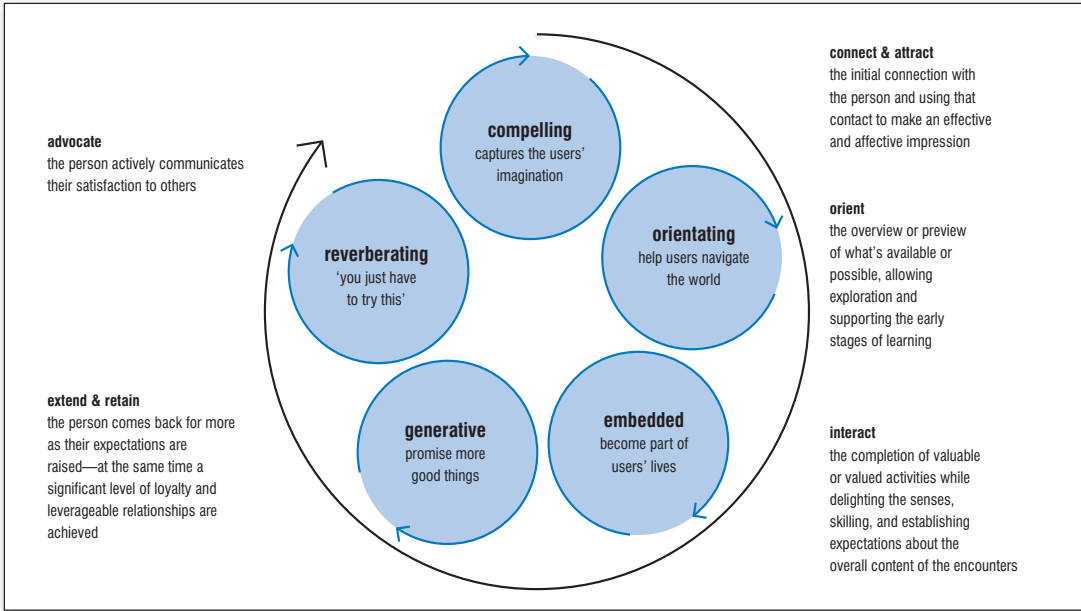 connect & attract
the initial connection with
the person and using that
contact to make an effective
and affective impression
compelling
captures the users’
imagination
advocate
the person actively communicates
their satisfaction to others
orient
the overview or preview
of what’s available or
possible, allowing
exploration and
supporting the early
stages of learning
orientating
help users navigate
the world
reverberating
‘you just have
to try this’
extend & retain
the person comes back for more
as their expectations are
raised—at the same time a
significant level of loyalty and
leverageable relationships are
achieved
generative
promise more
good things
embedded
become part of
users’ lives
interact
the completion of valuable
or valued activities while
delighting the senses,
skilling, and establishing
expectations about the
overall content of the encounters